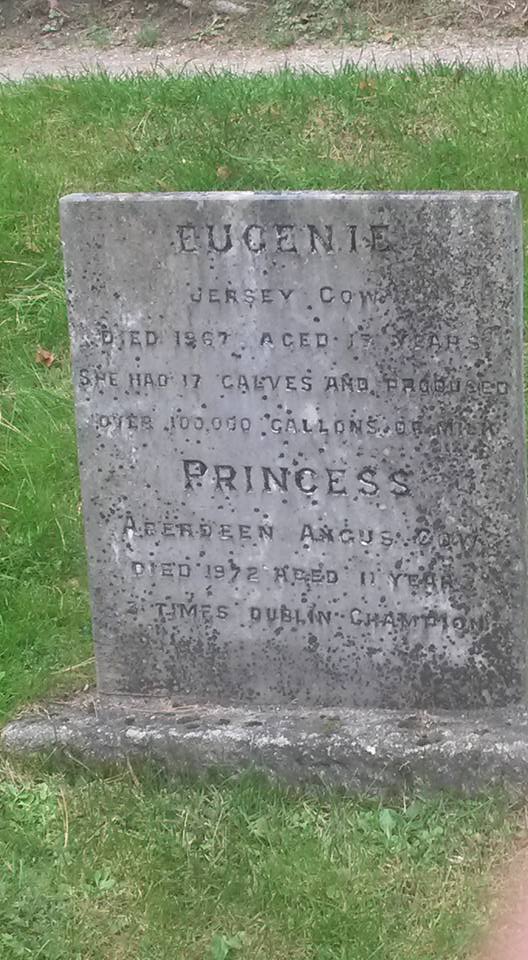 EUGENIE
JERSEY COW
DIED 1967 AGED 17 YEARS
SHE HAD 17 CALVES AND PRODUCED
OVER 100,000 GALLONS OF MILK
PRINCESS
ABERDEEN ANGUS COW
DIED 1972 AGED 11 YEARS
3 TIMES DUBLIN CHAMPION